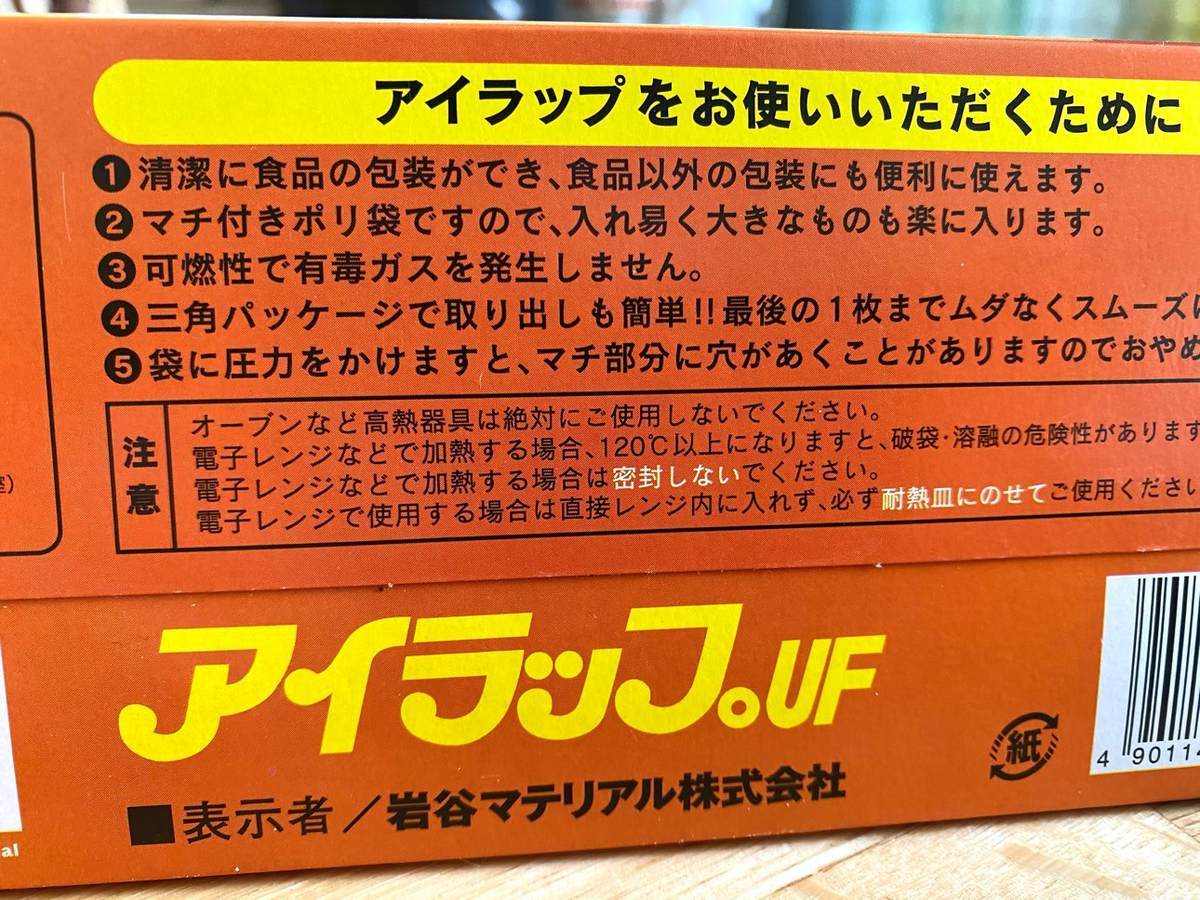 アイラップをお使いいただくために
❶清潔に食品の包装ができ、食品以外の包装にも便利に使えます。
❷マチ付きポリ袋ですので、入れ易く大きなものも楽に入ります。
❸可燃性で有毒ガスを発生しません。
❹三角パッケージで取り出しも簡単!!最後の1枚までムダなくスムーズに
❺袋に圧力をかけますと、マチ部分に穴があくことがありますのでおやめ
注意
オーブンなど高熱器具は絶対にご使用しないでください。
電子レンジなどで加熱する場合、120℃以上になりますと、破袋・溶融の危険性があります
電子レンジなどで加熱する場合は密封しないでください。
電子レンジで使用する場合は直接レンジ内に入れず、必ず耐熱皿にのせてご使用ください
アイラップ。UF
紙
4 90114
■表示者/岩谷マテリアル株式会社
al